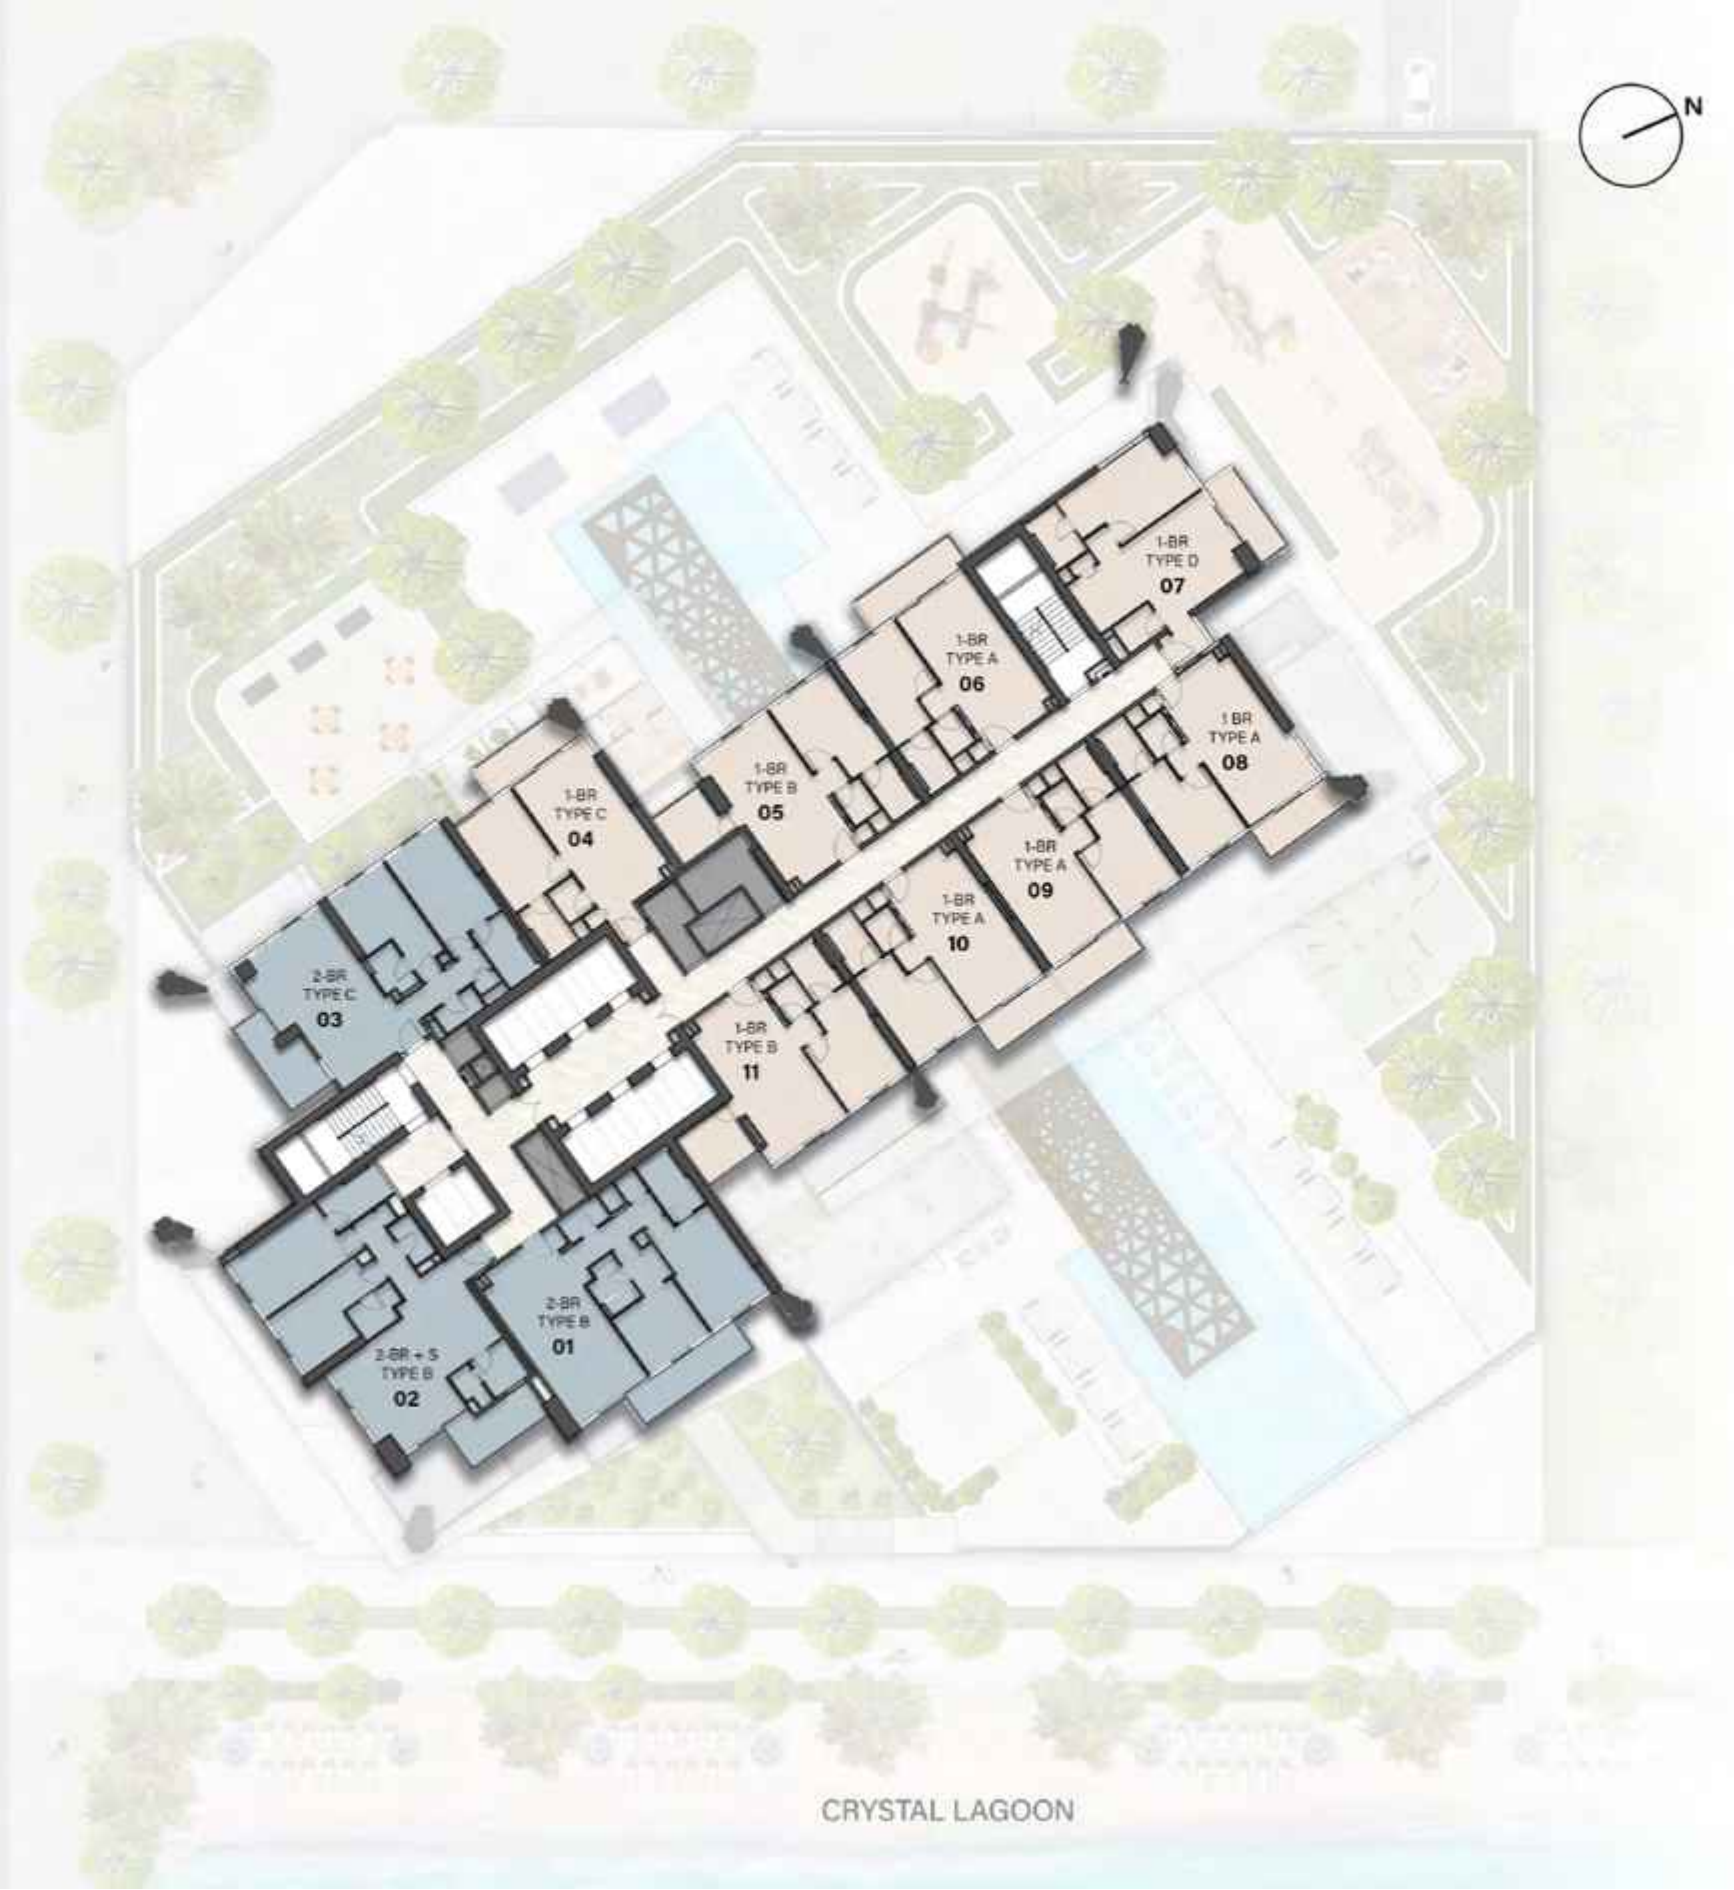 N
1-BR
TYPE D
07
1-BR
TYPE A
06
1 BR
TYPE A
08
1-BR
TYPE B
05
1-BR
TYPE C
04
1-BR
TYPE A
09
1-BR
TYPE A
10
2-BR
TYPE C
03
1-BR
TYPE B
11
2-BR
TYPE B
01
2-BR + S
TYPE B
02
CRYSTAL LAGOON